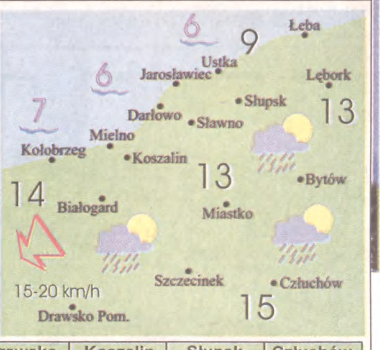 Łeba
6
9
Ustka
Jarosławiec
6
Lębork
Słupsk
13
Darłowo
Sławno
7
Mielno
Kołobrzeg
Koszalin
13
Bytów
14
Białogard
Miastko
Szczecinek
Człuchów
15-20 km/h
15
Drawsko Pom.
Koszalin
Słupsk
Człuchów